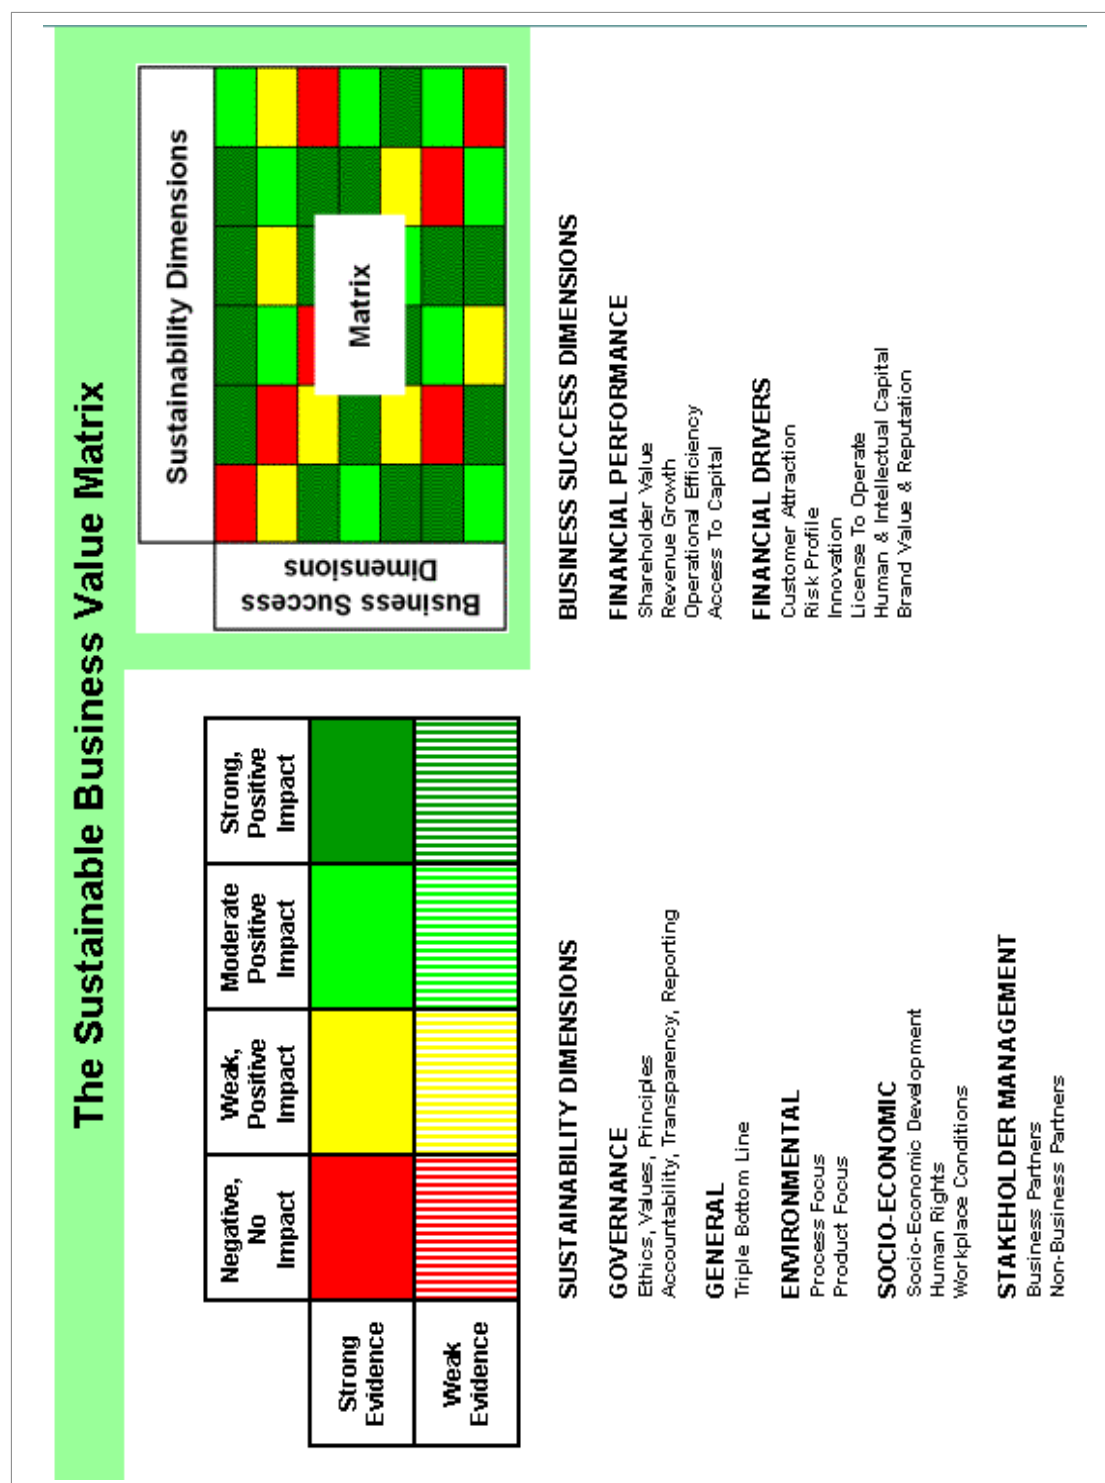 The Sustainable Business Value Matrix
Negative,
No
Impact
Weak,
Positive
Impact
Moderate
Positive
Impact
Strong,
Positive
Impact
Strong
Evidence
Weak
Evidence
Sustainability Dimensions
Business Success
Dimensions
Matrix
SUSTAINABILITY DIMENSIONS
GOVERNANCE
Ethics, Values, Principles
Accountability, Transparency, Reporting
GENERAL
Triple Bottom Line
ENVIRONMENTAL
Process Focus
Product Focus
SOCIO-ECONOMIC
Socio-Economic Development
Human Rights
Workplace Conditions
STAKEHOLDER MANAGEMENT
Business Partners
Non-Business Partners
BUSINESS SUCCESS DIMENSIONS
FINANCIAL PERFORMANCE
Shareholder Value
Revenue Growth
Operational Efficiency
Access To Capital
FINANCIAL DRIVERS
Customer Attraction
Risk Profile
Innovation
License To Operate
Human & Intellectual Capital
Brand Value & Reputation